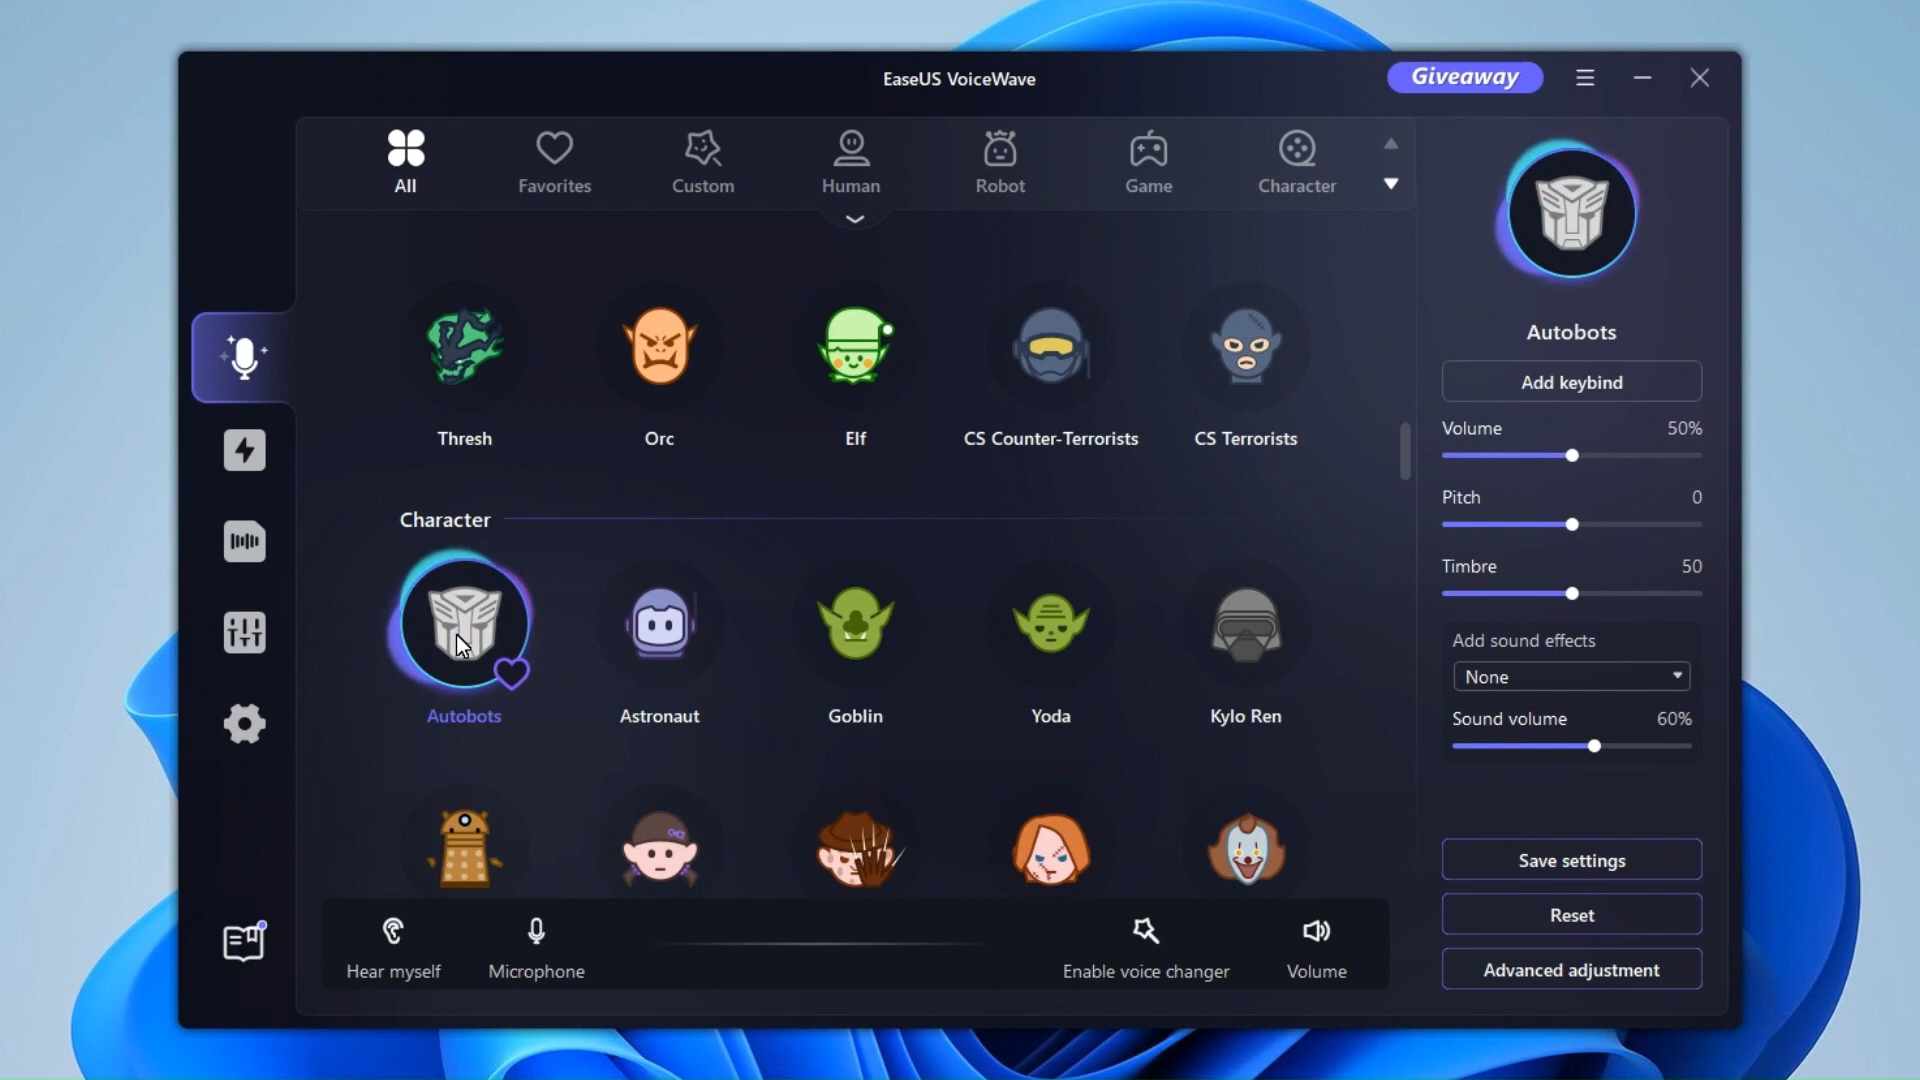 EaseUS VoiceWave
Giveaway
All
Favorites
Custom
Human
Robot
Game
Character
Thresh
Orc
Elf
CS Counter-Terrorists
CS Terrorists
Character
Autobots
Astronaut
Goblin
Yoda
Kylo Ren
Hear myself
Microphone
Enable voice changer
Volume
Autobots
Add keybind
Volume 50%
Pitch 0
Timbre 50
Add sound effects
None
Sound volume 60%
Save settings
Reset
Advanced adjustment